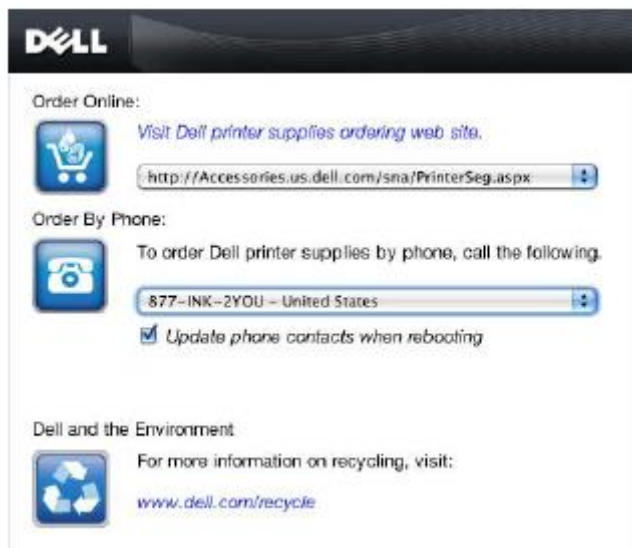 DELL
Order Online:
Visit Dell printer supplies ordering web site.
http://Accessories.us.dell.com/sna/PrinterSeg.aspx
Order By Phone:
To order Dell printer supplies by phone, call the following.
877-INK-2YOU - United States
Update phone contacts when rebooting
Dell and the Environment
For more information on recycling, visit:
www.dell.com/recycle